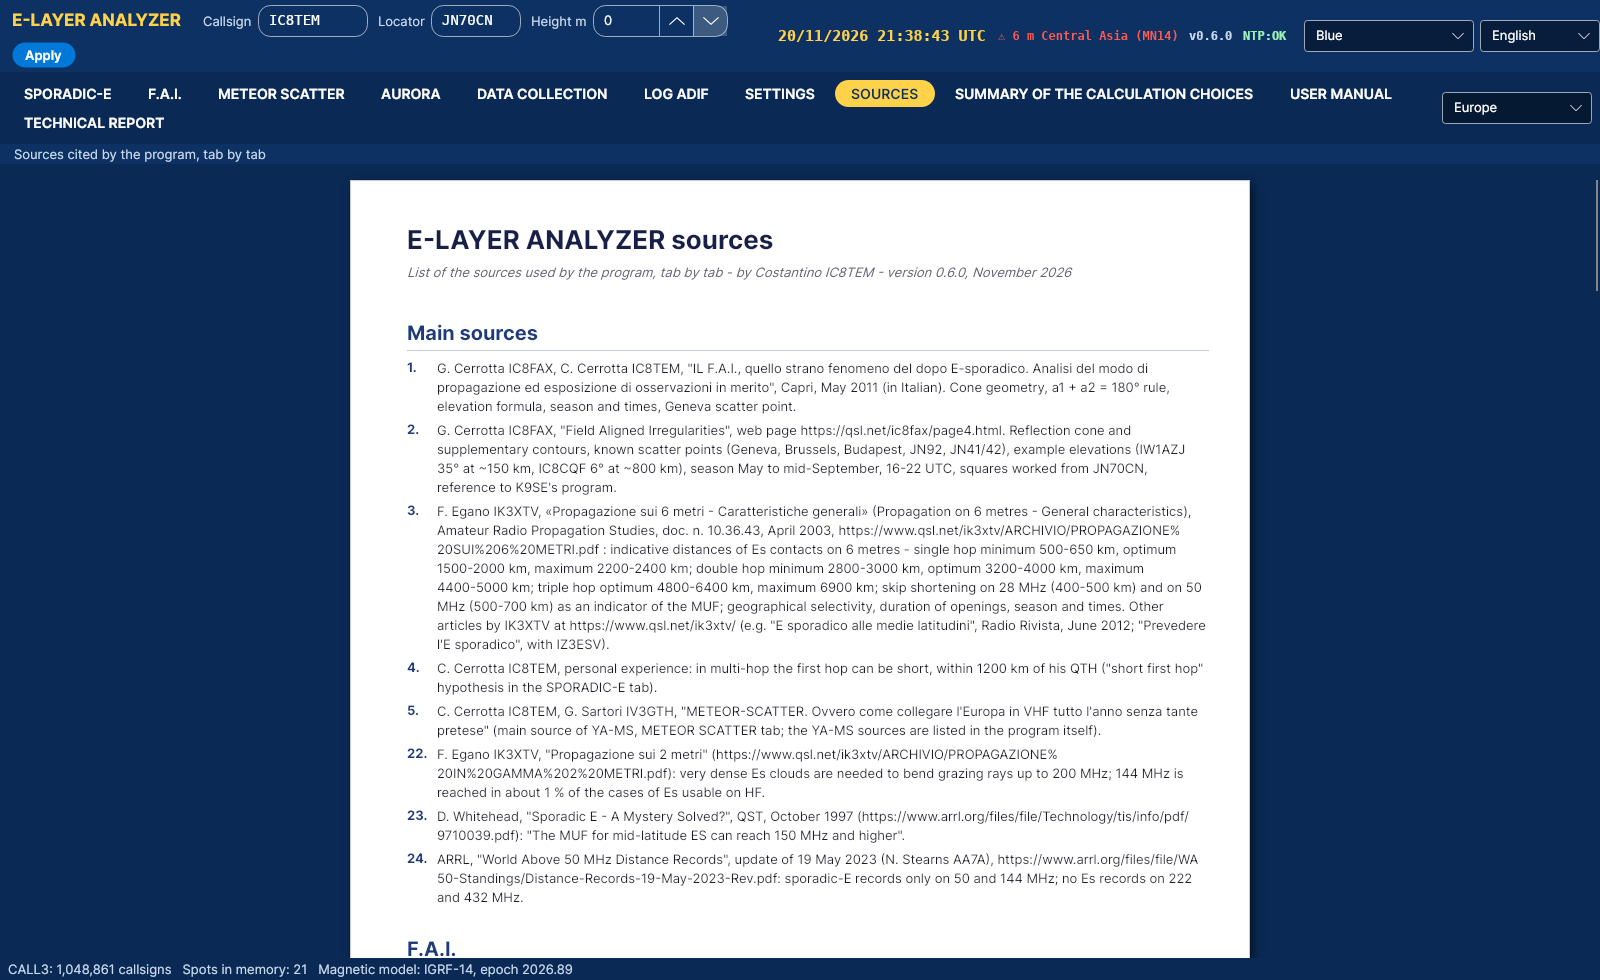 E-LAYER ANALYZER Callsign IC8TEM Locator JN70CN Height m 0
20/11/2026 21:38:43 UTC ⚠ 6 m Central Asia (MN14) v0.6.0 NTP:OK Blue English
Apply
SPORADIC-E F.A.I. METEOR SCATTER AURORA DATA COLLECTION LOG ADIF SETTINGS SOURCES SUMMARY OF THE CALCULATION CHOICES USER MANUAL
TECHNICAL REPORT
Europe
Sources cited by the program, tab by tab
E-LAYER ANALYZER sources
List of the sources used by the program, tab by tab - by Costantino IC8TEM - version 0.6.0, November 2026
Main sources
1. G. Cerrotta IC8FAX, C. Cerrotta IC8TEM, "IL F.A.I., quello strano fenomeno del dopo E-sporadico. Analisi del modo di
propagazione ed esposizione di osservazioni in merito", Capri, May 2011 (in Italian). Cone geometry, a1 + a2 = 180° rule,
elevation formula, season and times, Geneva scatter point.
2. G. Cerrotta IC8FAX, "Field Aligned Irregularities", web page https://qsl.net/ic8fax/page4.html. Reflection cone and
supplementary contours, known scatter points (Geneva, Brussels, Budapest, JN92, JN41/42), example elevations (IW1AZJ
35° at ~150 km, IC8CQF 6° at ~800 km), season May to mid-September, 16-22 UTC, squares worked from JN70CN,
reference to K9SE's program.
3. F. Egano IK3XTV, «Propagazione sui 6 metri - Caratteristiche generali» (Propagation on 6 metres - General characteristics),
Amateur Radio Propagation Studies, doc. n. 10.36.43, April 2003, https://www.qsl.net/ik3xtv/ARCHIVIO/PROPAGAZIONE%
20SUI%206%20METRI.pdf : indicative distances of Es contacts on 6 metres - single hop minimum 500-650 km, optimum
1500-2000 km, maximum 2200-2400 km; double hop minimum 2800-3000 km, optimum 3200-4000 km, maximum
4400-5000 km; triple hop optimum 4800-6400 km, maximum 6900 km; skip shortening on 28 MHz (400-500 km) and on 50
MHz (500-700 km) as an indicator of the MUF; geographical selectivity, duration of openings, season and times. Other
articles by IK3XTV at https://www.qsl.net/ik3xtv/ (e.g. "E sporadico alle medie latitudini", Radio Rivista, June 2012; "Prevedere
l'E sporadico", with IZ3ESV).
4. C. Cerrotta IC8TEM, personal experience: in multi-hop the first hop can be short, within 1200 km of his QTH ("short first hop"
hypothesis in the SPORADIC-E tab).
5. C. Cerrotta IC8TEM, G. Sartori IV3GTH, "METEOR-SCATTER. Ovvero come collegare l'Europa in VHF tutto l'anno senza tante
pretese" (main source of YA-MS, METEOR SCATTER tab; the YA-MS sources are listed in the program itself).
22. F. Egano IK3XTV, "Propagazione sui 2 metri" (https://www.qsl.net/ik3xtv/ARCHIVIO/PROPAGAZIONE%
20IN%20GAMMA%202%20METRI.pdf): very dense Es clouds are needed to bend grazing rays up to 200 MHz; 144 MHz is
reached in about 1 % of the cases of Es usable on HF.
23. D. Whitehead, "Sporadic E - A Mystery Solved?", QST, October 1997 (https://www.arrl.org/files/file/Technology/tis/info/pdf/
9710039.pdf): "The MUF for mid-latitude ES can reach 150 MHz and higher".
24. ARRL, "World Above 50 MHz Distance Records", update of 19 May 2023 (N. Stearns AA7A), https://www.arrl.org/files/file/WA
50-Standings/Distance-Records-19-May-2023-Rev.pdf: sporadic-E records only on 50 and 144 MHz; no Es records on 222
and 432 MHz.
F.A.I.
CALL3: 1,048,861 callsigns Spots in memory: 21 Magnetic model: IGRF-14, epoch 2026.89